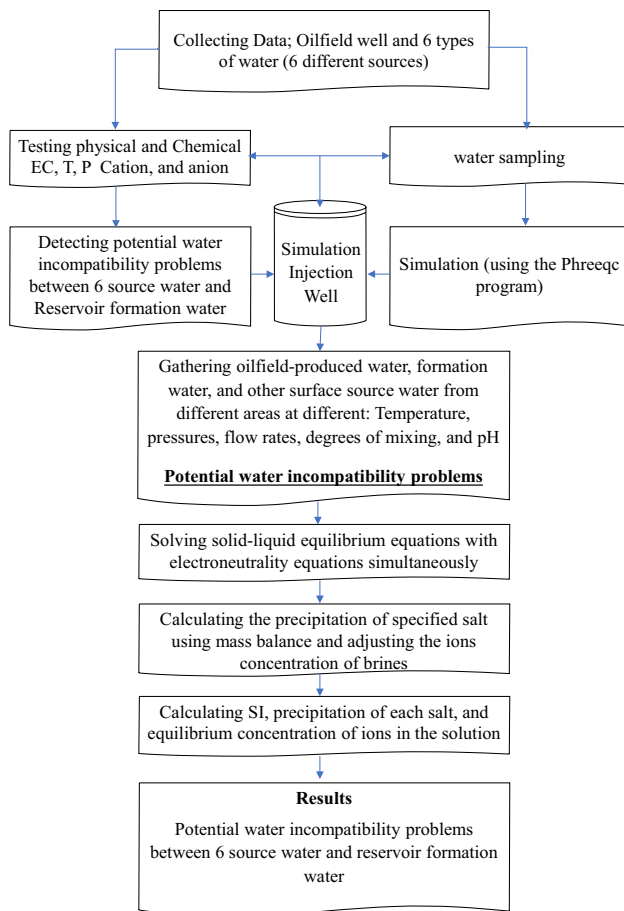 Collecting Data; Oilfield well and 6 types
of water (6 different sources)
Testing physical and Chemical
EC, T, P Cation, and anion
water sampling
Detecting potential water
incompatibility problems
between 6 source water and
Reservoir formation water
Simulation
Injection
Well
Simulation (using the Phreeqc
program)
Gathering oilfield-produced water, formation
water, and other surface source water from
different areas at different: Temperature,
pressures, flow rates, degrees of mixing, and pH
Potential water incompatibility problems
Solving solid-liquid equilibrium equations with
electroneutrality equations simultaneously
Calculating the precipitation of specified salt
using mass balance and adjusting the ions
concentration of brines
Calculating SI, precipitation of each salt, and
equilibrium concentration of ions in the solution
Results
Potential water incompatibility problems
between 6 source water and reservoir formation
water